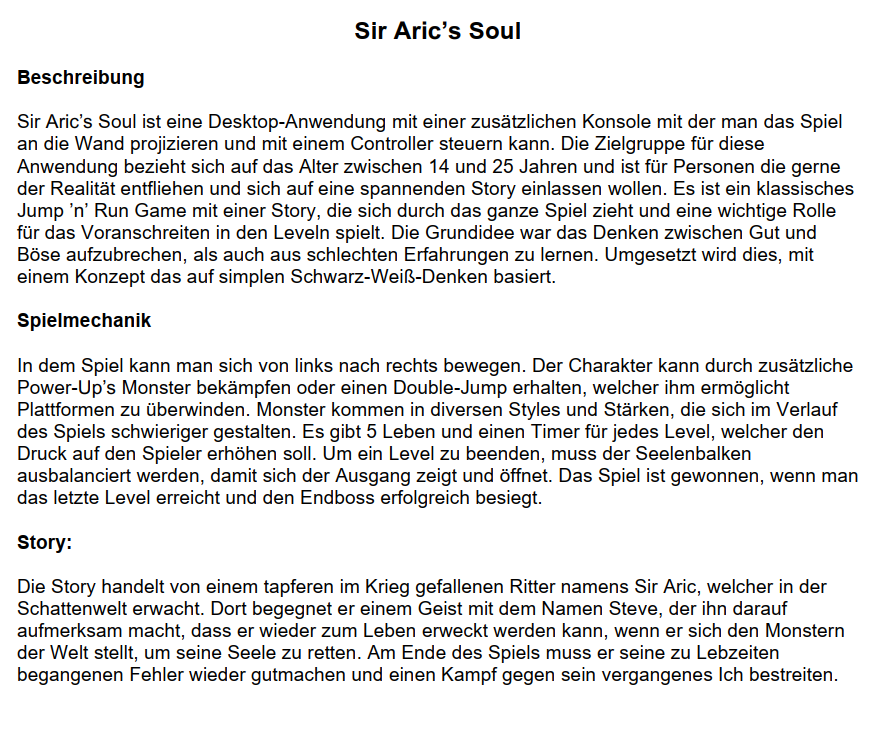 Sir Aric’s Soul
Beschreibung
Sir Aric’s Soul ist eine Desktop-Anwendung mit einer zusätzlichen Konsole mit der man das Spiel
an die Wand projizieren und mit einem Controller steuern kann. Die Zielgruppe für diese
Anwendung bezieht sich auf das Alter zwischen 14 und 25 Jahren und ist für Personen die gerne
der Realität entfliehen und sich auf eine spannenden Story einlassen wollen. Es ist ein klassisches
Jump ’n’ Run Game mit einer Story, die sich durch das ganze Spiel zieht und eine wichtige Rolle
für das Voranschreiten in den Leveln spielt. Die Grundidee war das Denken zwischen Gut und
Böse aufzubrechen, als auch aus schlechten Erfahrungen zu lernen. Umgesetzt wird dies, mit
einem Konzept das auf simplen Schwarz-Weiß-Denken basiert.
Spielmechanik
In dem Spiel kann man sich von links nach rechts bewegen. Der Charakter kann durch zusätzliche
Power-Up’s Monster bekämpfen oder einen Double-Jump erhalten, welcher ihm ermöglicht
Plattformen zu überwinden. Monster kommen in diversen Styles und Stärken, die sich im Verlauf
des Spiels schwieriger gestalten. Es gibt 5 Leben und einen Timer für jedes Level, welcher den
Druck auf den Spieler erhöhen soll. Um ein Level zu beenden, muss der Seelenbalken
ausbalanciert werden, damit sich der Ausgang zeigt und öffnet. Das Spiel ist gewonnen, wenn man
das letzte Level erreicht und den Endboss erfolgreich besiegt.
Story:
Die Story handelt von einem tapferen im Krieg gefallenen Ritter namens Sir Aric, welcher in der
Schattenwelt erwacht. Dort begegnet er einem Geist mit dem Namen Steve, der ihn darauf
aufmerksam macht, dass er wieder zum Leben erweckt werden kann, wenn er sich den Monstern
der Welt stellt, um seine Seele zu retten. Am Ende des Spiels muss er seine zu Lebzeiten
begangenen Fehler wieder gutmachen und einen Kampf gegen sein vergangenes Ich bestreiten.